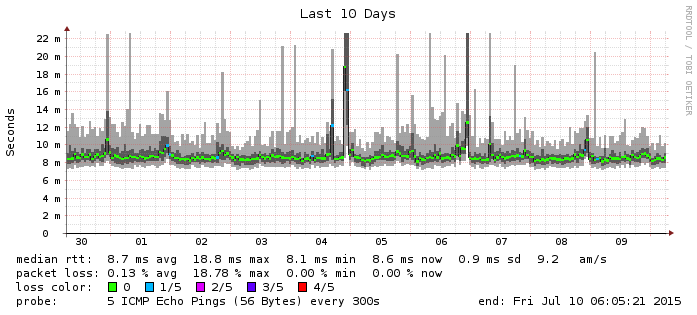 Last 10 Days
RRDTOOL / TOBI OETIKER
Seconds
22 m
20 m
18 m
16 m
14 m
12 m
10 m
8 m
6 m
4 m
2 m
0
30 01 02 03 04 05 06 07 08 09
median rtt: 8.7 ms avg 18.8 ms max 8.1 ms min 8.6 ms now 0.9 ms sd 9.2 am/s
packet loss: 0.13 % avg 18.78 % max 0.00 % min 0.00 % now
loss color: 0 1/5 2/5 3/5 4/5
probe: 5 ICMP Echo Pings (56 Bytes) every 300s end: Fri Jul 10 06:05:21 2015